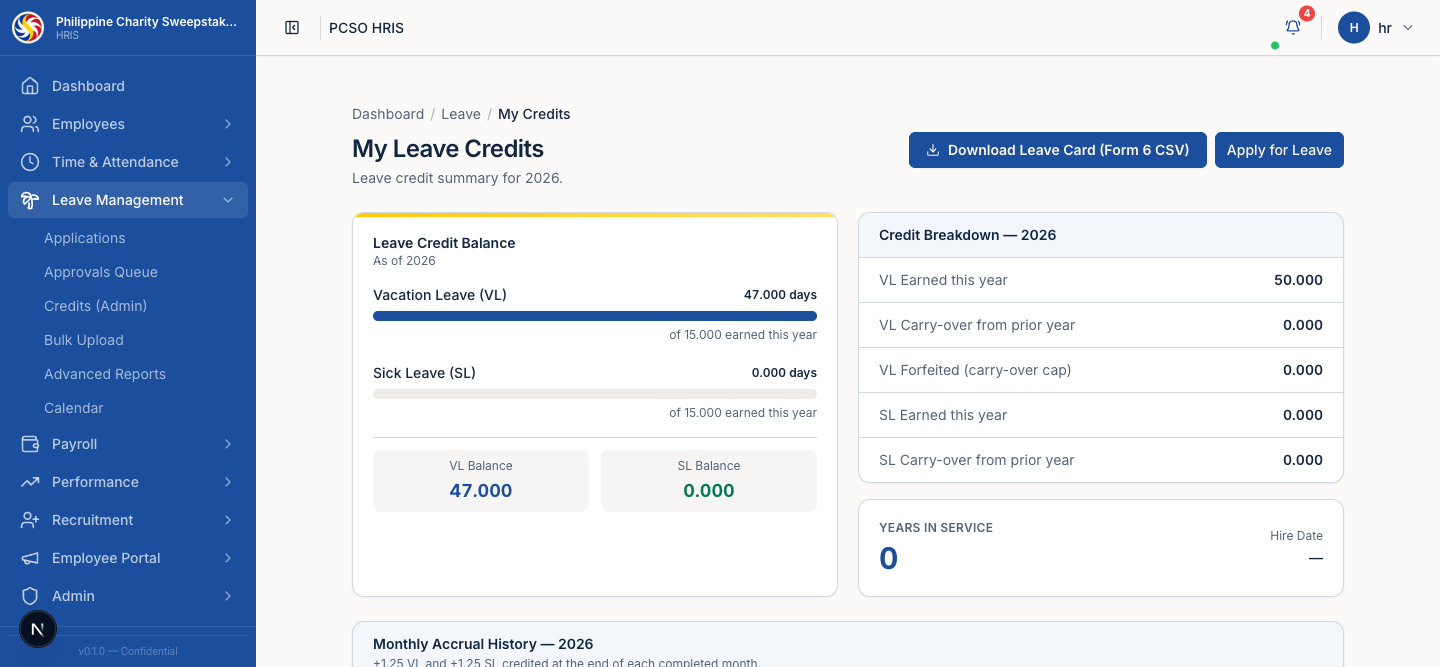 Philippine Charity Sweepstak...
HRIS
Dashboard
Employees
Time & Attendance
Leave Management
Applications
Approvals Queue
Credits (Admin)
Bulk Upload
Advanced Reports
Calendar
Payroll
Performance
Recruitment
Employee Portal
Admin
N
v0.1.0 — Confidential
PCSO HRIS
4
H
hr
Dashboard / Leave / My Credits
My Leave Credits
Leave credit summary for 2026.
Download Leave Card (Form 6 CSV)
Apply for Leave
Leave Credit Balance
As of 2026
Vacation Leave (VL) 47.000 days
of 15.000 earned this year
Sick Leave (SL) 0.000 days
of 15.000 earned this year
VL Balance
47.000
SL Balance
0.000
Credit Breakdown — 2026
VL Earned this year 50.000
VL Carry-over from prior year 0.000
VL Forfeited (carry-over cap) 0.000
SL Earned this year 0.000
SL Carry-over from prior year 0.000
YEARS IN SERVICE
0
Hire Date
—
Monthly Accrual History — 2026
+1.25 VL and +1.25 SL credited at the end of each completed month.